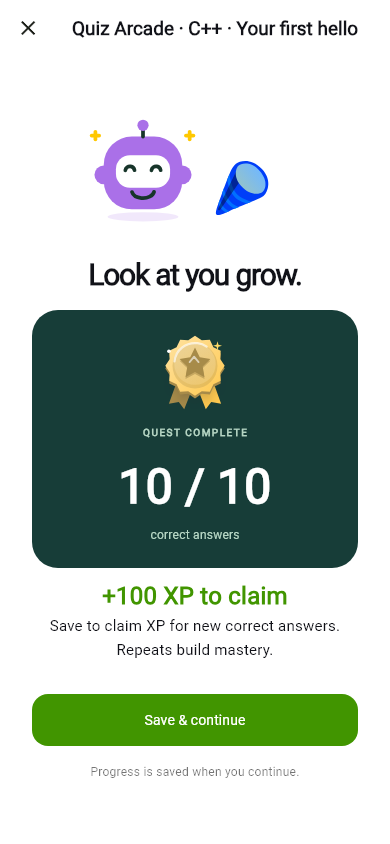 Quiz Arcade · C++ · Your first hello
Look at you grow.
QUEST COMPLETE
10 / 10
correct answers
+100 XP to claim
Save to claim XP for new correct answers.
Repeats build mastery.
Save & continue
Progress is saved when you continue.